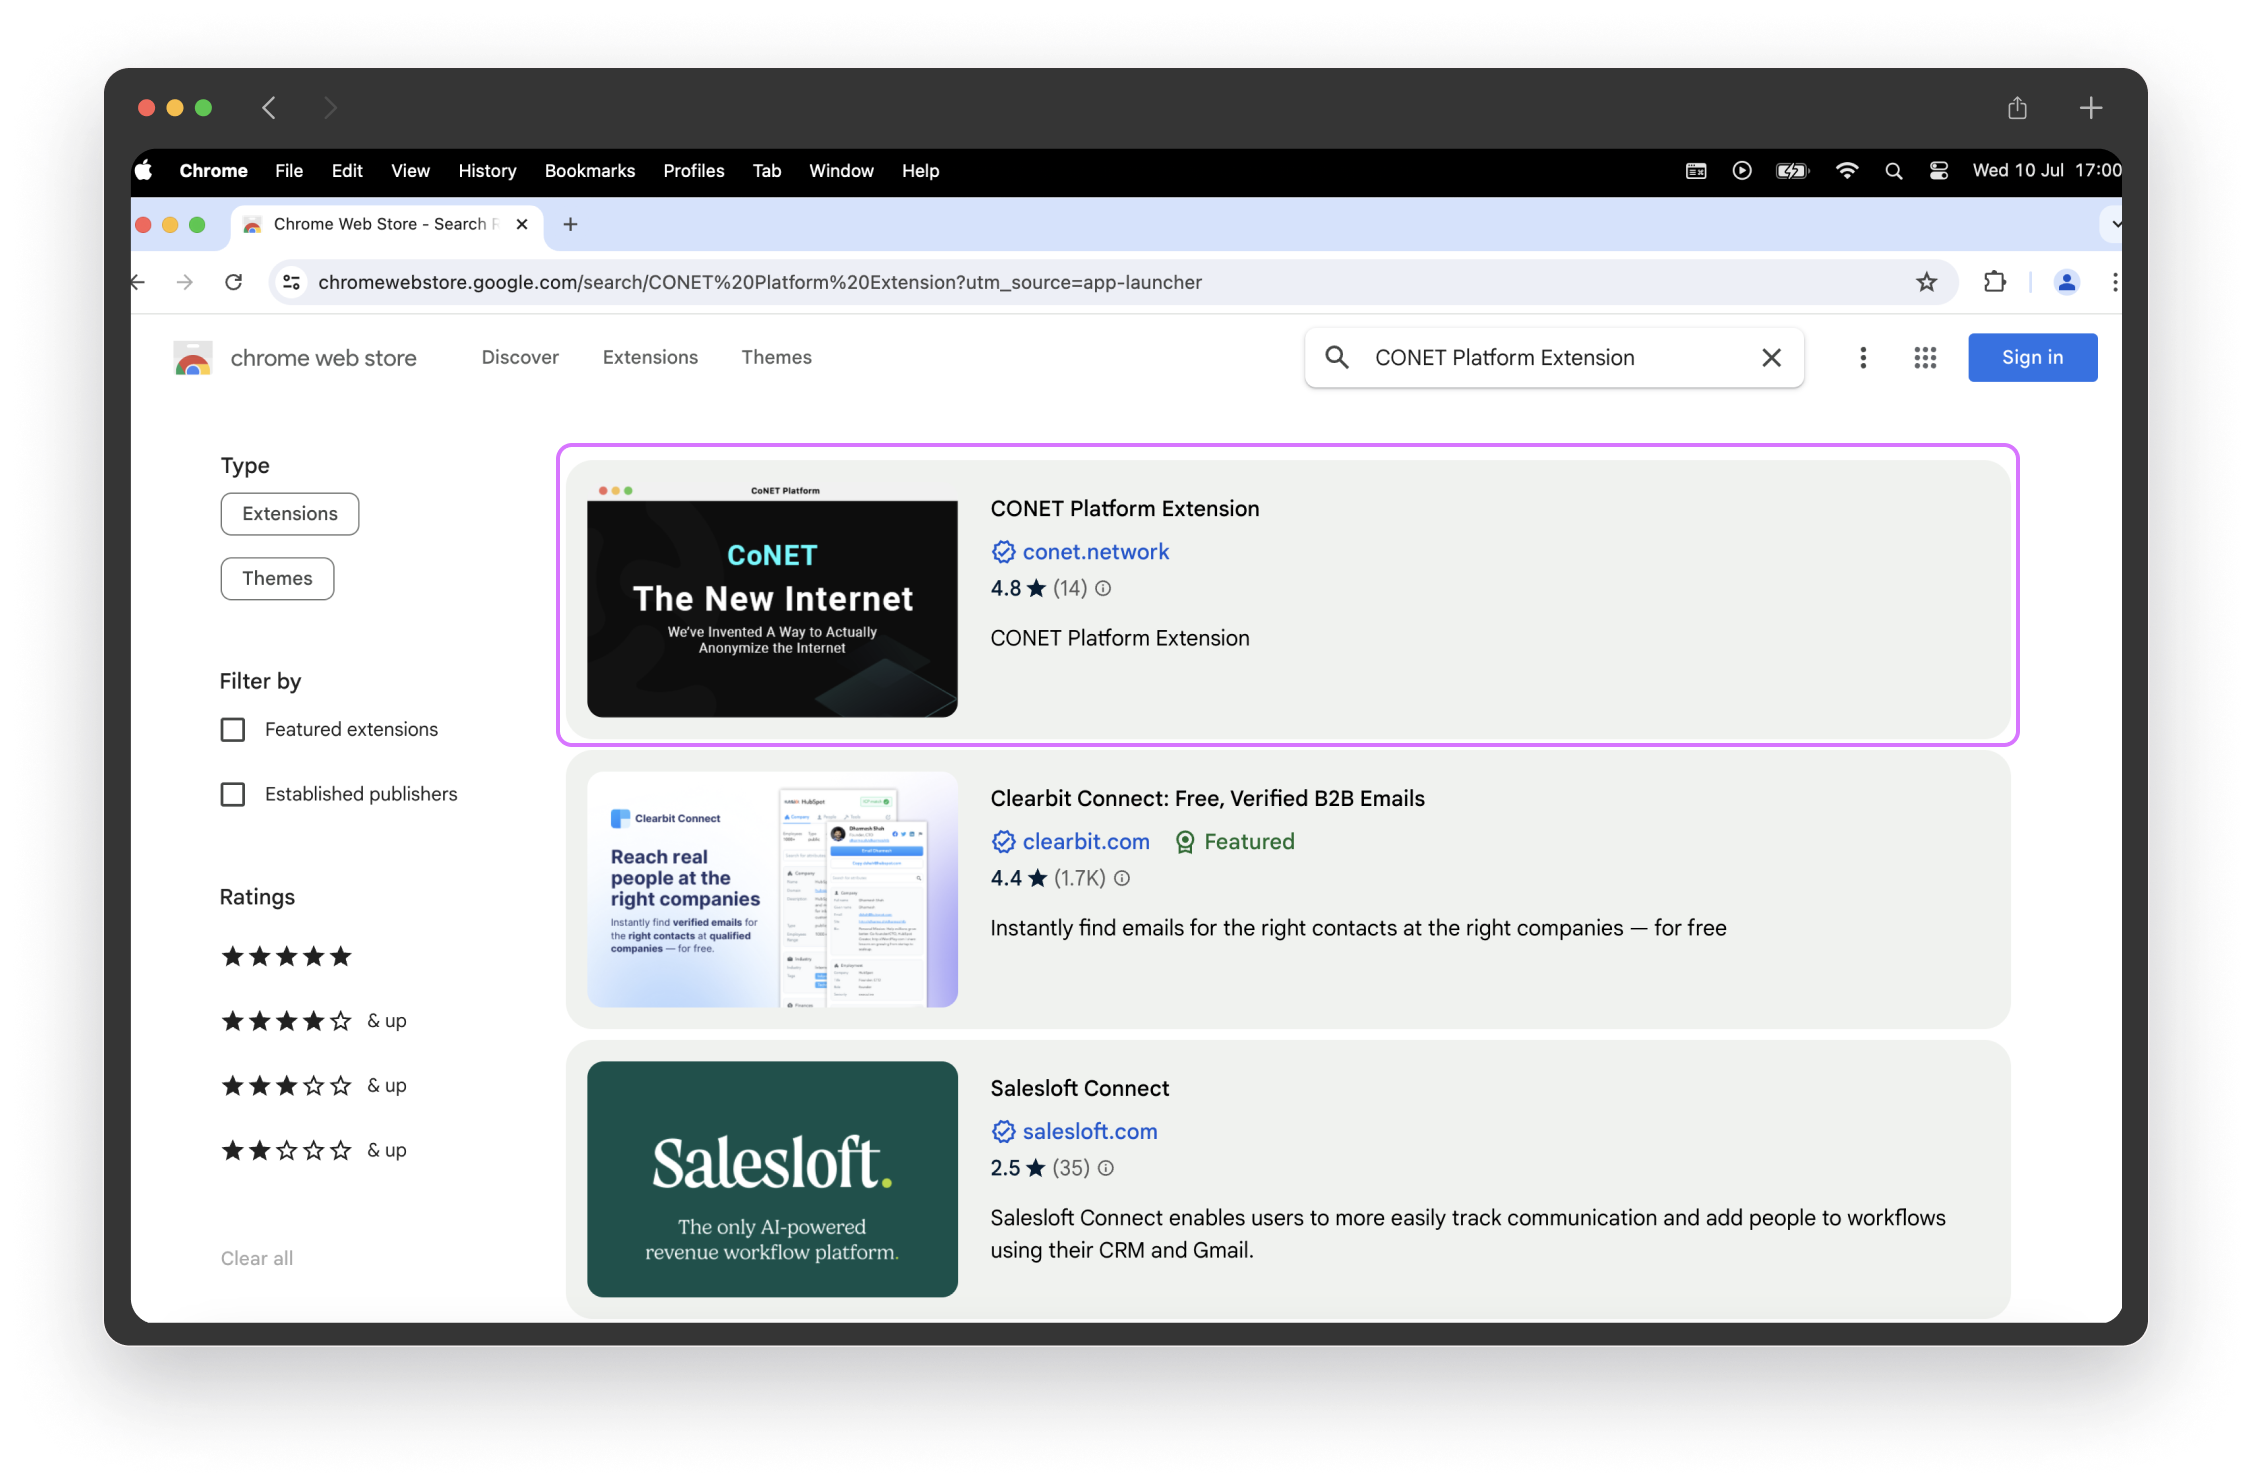 Chrome File Edit View History Bookmarks Profiles Tab Window Help Wed 10 Jul 17:00
Chrome Web Store - Search
chromewebstore.google.com/search/CONET%20Platform%20Extension?utm_source=app-launcher
chrome web store Discover Extensions Themes CONET Platform Extension Sign in
Type
Extensions
Themes
Filter by
Featured extensions
Established publishers
Ratings
& up
& up
& up
Clear all
CoNET Platform
CoNET
The New Internet
We've Invented A Way to Actually
Anonymize the Internet
CONET Platform Extension
conet.network
4.8 ★ (14)
CONET Platform Extension
Clearbit Connect
Reach real
people at the
right companies
Instantly find verified emails for
the right contacts at qualified
companies — for free.
HubSpot
Clearbit Connect: Free, Verified B2B Emails
clearbit.com Featured
4.4 ★ (1.7K)
Instantly find emails for the right contacts at the right companies — for free
Salesloft.
The only AI-powered
revenue workflow platform.
Salesloft Connect
salesloft.com
2.5 ★ (35)
Salesloft Connect enables users to more easily track communication and add people to workflows
using their CRM and Gmail.